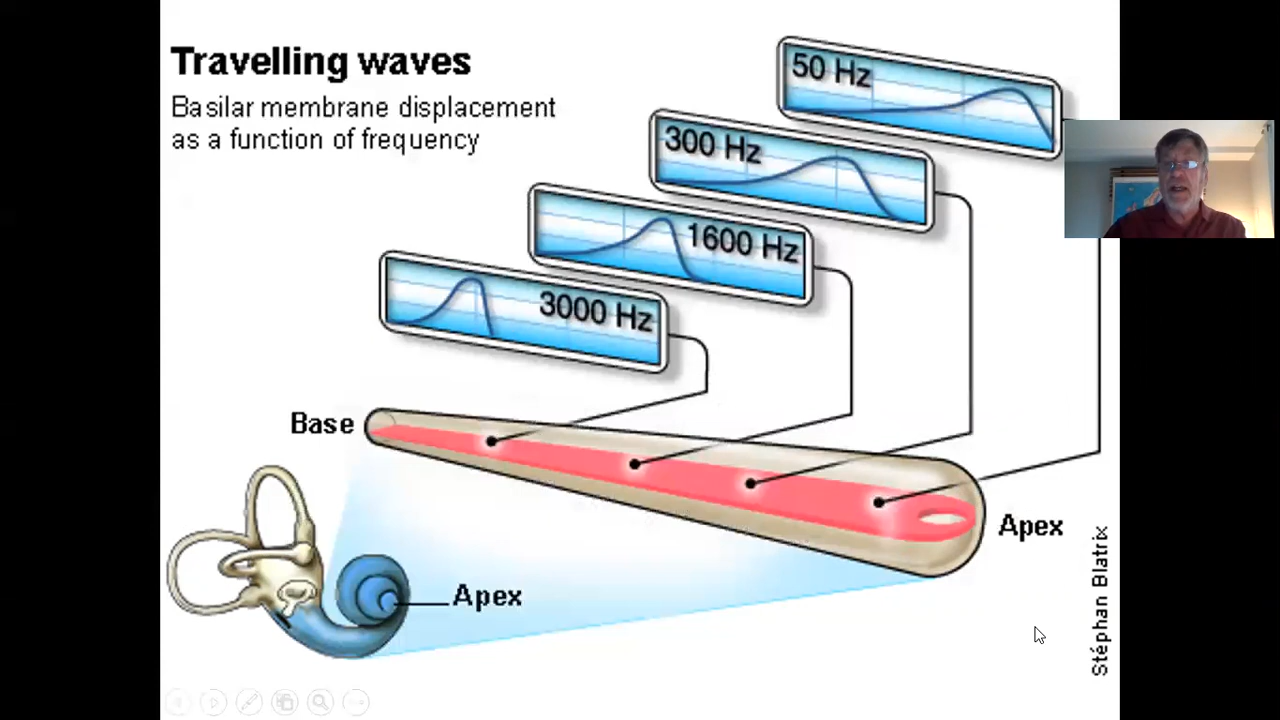 Travelling waves
Basilar membrane displacement
as a function of frequency
50 Hz
300 Hz
1600 Hz
3000 Hz
Base
Apex
Apex
Stéphan Blatrix